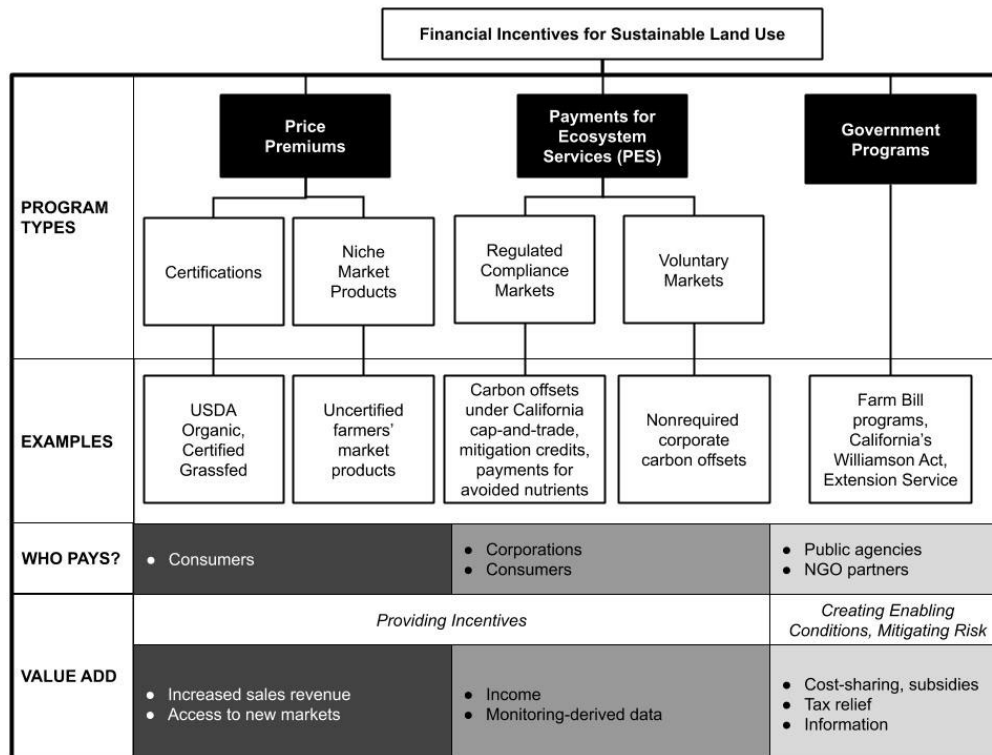 Financial Incentives for Sustainable Land Use
PROGRAM
TYPES
Price
Premiums
Payments for
Ecosystem
Services (PES)
Government
Programs
Certifications
Niche
Market
Products
Regulated
Compliance
Markets
Voluntary
Markets
EXAMPLES
USDA
Organic,
Certified
Grassfed
Uncertified
farmers’
market
products
Carbon offsets
under California
cap-and-trade,
mitigation credits,
payments for
avoided nutrients
Nonrequired
corporate
carbon offsets
Farm Bill
programs,
California’s
Williamson Act,
Extension Service
WHO PAYS?
● Consumers
● Corporations
● Consumers
● Public agencies
● NGO partners
VALUE ADD
Providing Incentives
Creating Enabling
Conditions, Mitigating Risk
● Increased sales revenue
● Access to new markets
● Income
● Monitoring-derived data
● Cost-sharing, subsidies
● Tax relief
● Information